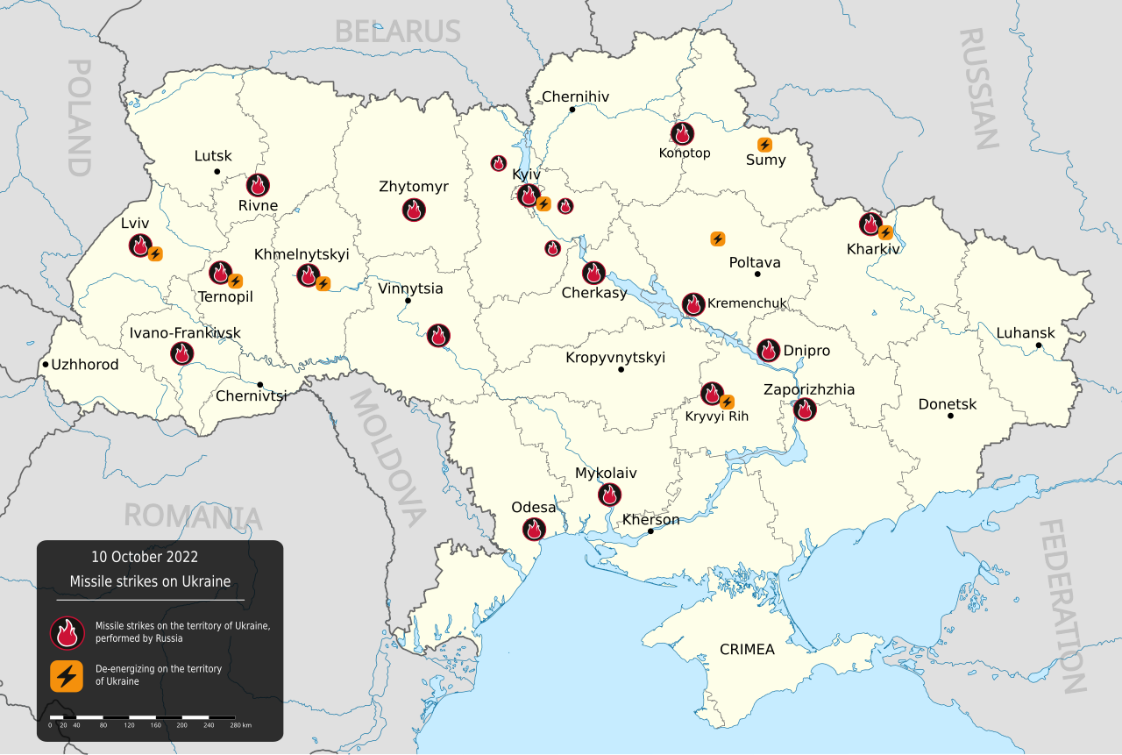 BELARUS
POLAND
RUSSIAN
Chernihiv
Konotop
Sumy
Lutsk
Kyiv
Rivne
Zhytomyr
Lviv
Khmelnytskyi
Kharkiv
Poltava
Ternopil
Vinnytsia
Cherkasy
Kremenchuk
Ivano-Frankivsk
Luhansk
Uzhhorod
Kropyvnytskyi
Dnipro
Chernivtsi
Zaporizhzhia
Kryvyi Rih
Donetsk
MOLDOVA
Mykolaiv
Odesa
Kherson
ROMANIA
FEDERATION
CRIMEA
10 October 2022
Missile strikes on Ukraine
Missile strikes on the territory of Ukraine,
performed by Russia
De-energizing on the territory
of Ukraine
0 20 40 80 120 160 200 240 280 km